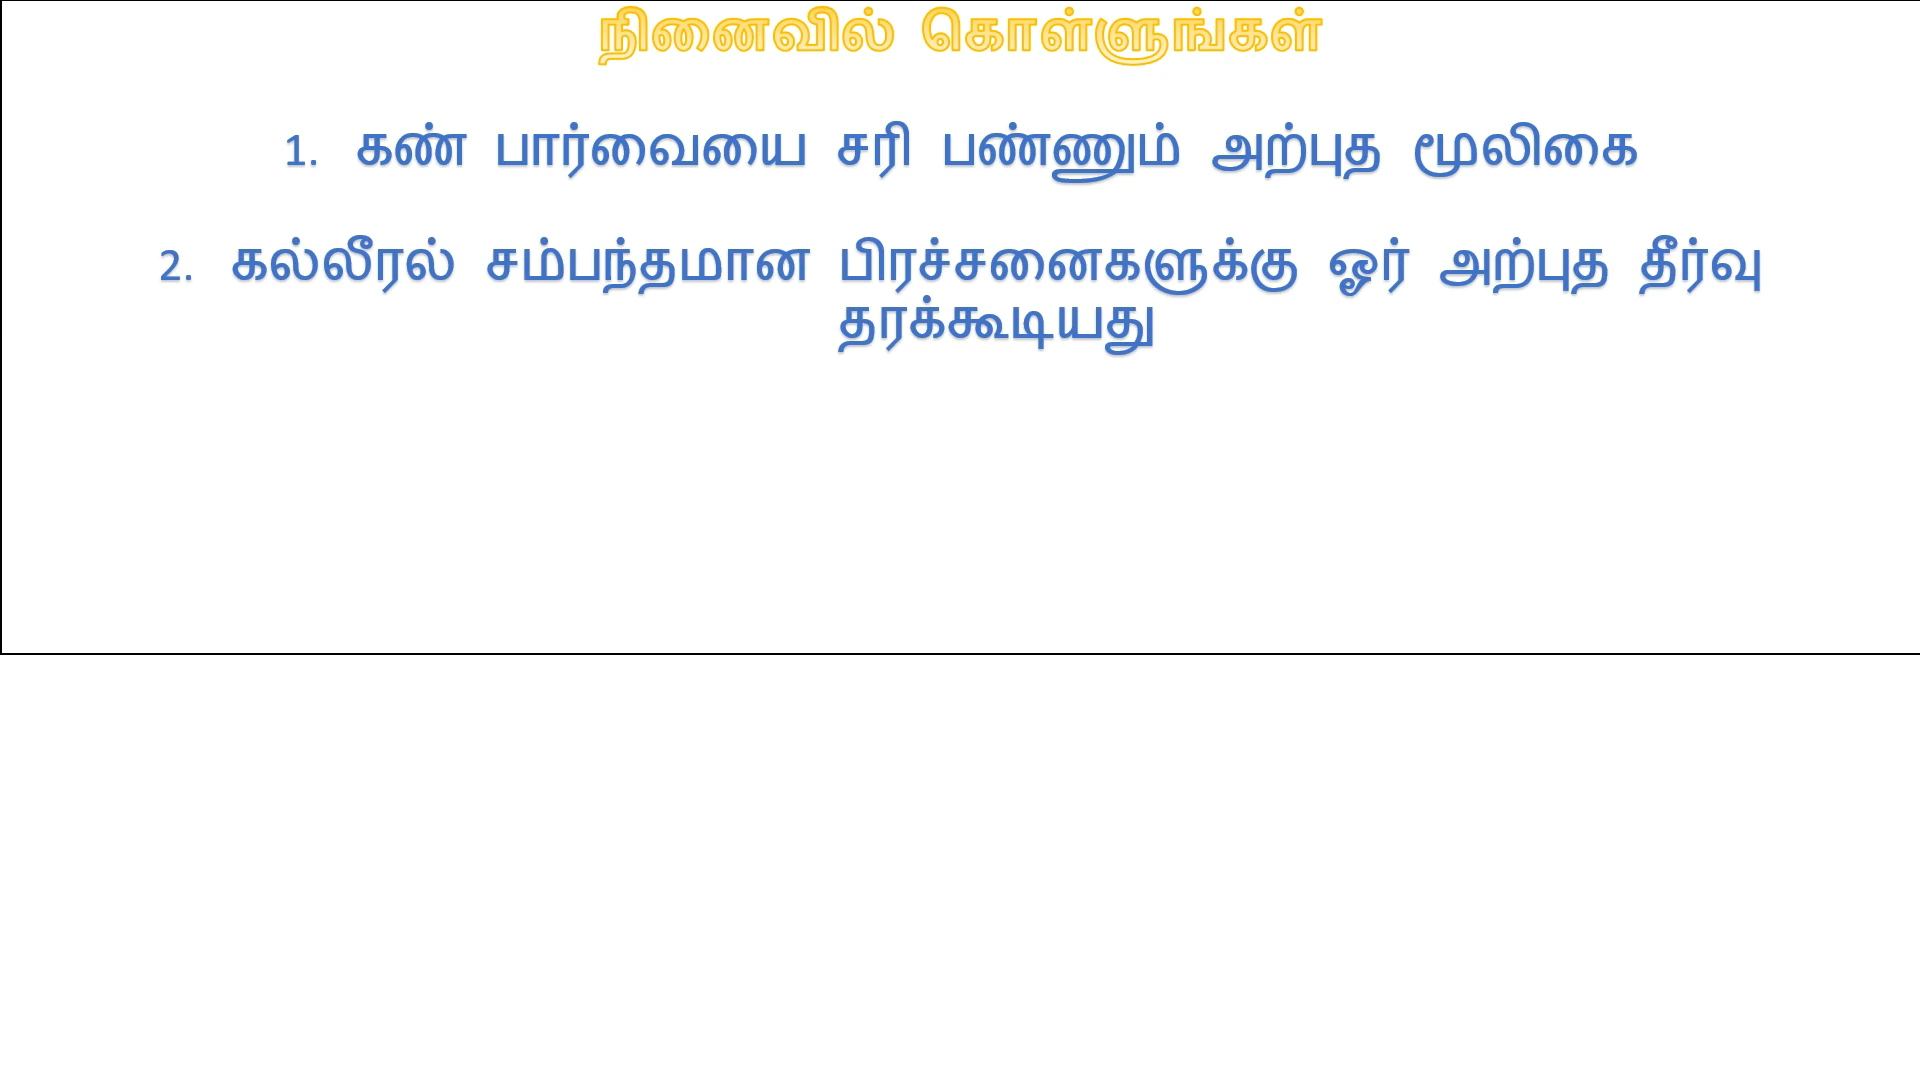 நினைவில் கொள்ளுங்கள்
1. கண் பார்வையை சரி பண்ணும் அற்புத மூலிகை
2. கல்லீரல் சம்பந்தமான பிரச்சனைகளுக்கு ஓர் அற்புத தீர்வு
தரக்கூடியது